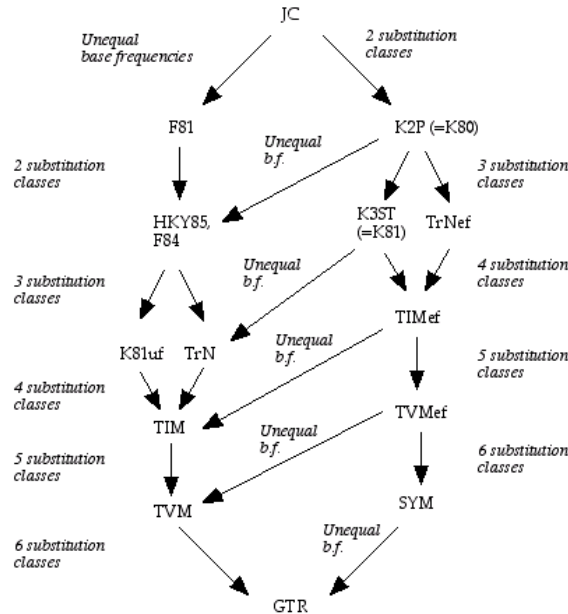 JC
Unequal
base frequencies
2 substitution
classes
F81
K2P (=K80)
Unequal
b.f.
2 substitution
classes
3 substitution
classes
HKY85,
F84
K3ST
(=K81)
TrNef
Unequal
b.f.
3 substitution
classes
4 substitution
classes
TIMef
K81uf
TrN
Unequal
b.f.
5 substitution
classes
4 substitution
classes
TIM
TVMef
Unequal
b.f.
5 substitution
classes
6 substitution
classes
TVM
SYM
Unequal
b.f.
6 substitution
classes
GTR